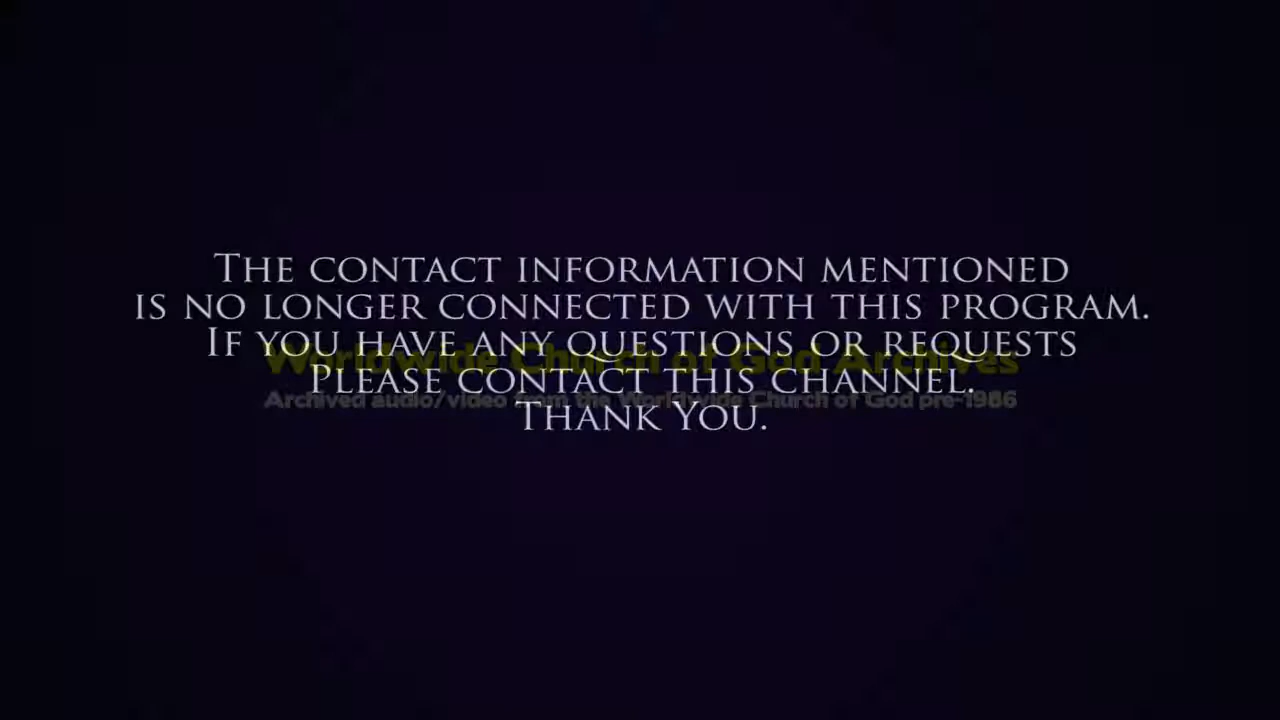 The contact information mentioned
is no longer connected with this program.
If you have any questions or requests
Worldwide Church of God Archives
please contact this channel.
Archived audio/video from the Worldwide Church of God pre-1986
Thank You.